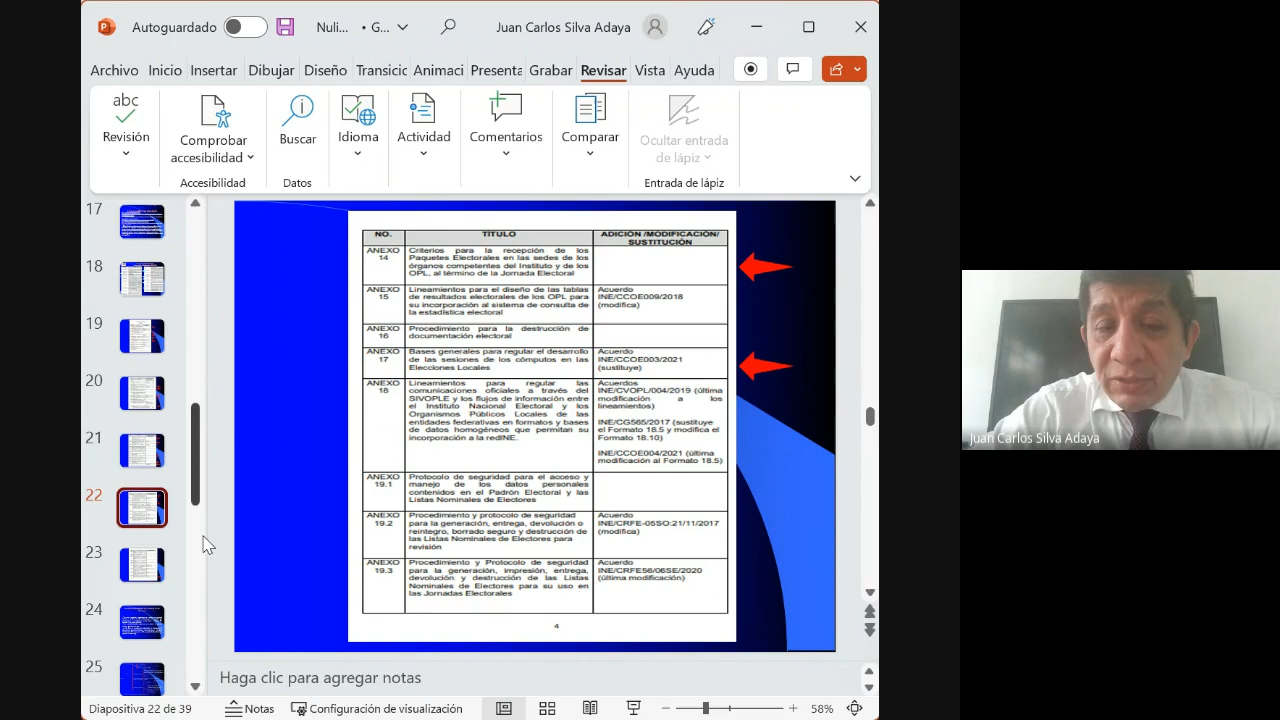 Autoguardado
Nuli... • G...
Juan Carlos Silva Adaya
Archivo Inicio Insertar Dibujar Diseño Transicic Animaci Presenta Grabar Revisar Vista Ayuda
abc
Revisión
Comprobar
accesibilidad
Buscar
Idioma
Actividad
Comentarios
Comparar
Ocultar entrada
de lápiz
Accesibilidad
Datos
Entrada de lápiz
17
18
19
20
21
22
23
24
25
NO. TÍTULO ADICIÓN /MODIFICACIÓN/
SUSTITUCIÓN
ANEXO
14
Criterios para la recepción de los
Paquetes Electorales en las sedes de los
órganos competentes del Instituto y de los
OPL, al término de la Jornada Electoral
ANEXO
15
Lineamientos para el diseño de las tablas
de resultados electorales de los OPL para
su incorporación al sistema de consulta de
la estadística electoral
Acuerdo
INE/CCOE009/2018
(modifica)
ANEXO
16
Procedimiento para la destrucción de
documentación electoral
ANEXO
17
Bases generales para regular el desarrollo
de las sesiones de los cómputos en las
Elecciones Locales
Acuerdo
INE/CCOE003/2021
(sustituye)
ANEXO
18
Lineamientos para regular las
comunicaciones oficiales a través del
SIVOPLE y los flujos de información entre
el Instituto Nacional Electoral y los
Organismos Públicos Locales de las
entidades federativas en formatos y bases
de datos homogéneos que permitan su
incorporación a la redINE.
Acuerdos
INE/CVOPL/004/2019 (última
modificación a los
lineamientos)
INE/CG565/2017 (sustituye
el Formato 18.5 y modifica el
Formato 18.10)
INE/CCOE004/2021 (última
modificación al Formato 18.5)
ANEXO
19.1
Protocolo de seguridad para el acceso y
manejo de los datos personales
contenidos en el Padrón Electoral y las
Listas Nominales de Electores
ANEXO
19.2
Procedimiento y protocolo de seguridad
para la generación, entrega, devolución o
reintegro, borrado seguro y destrucción de
las Listas Nominales de Electores para
revisión
Acuerdo
INE/CRFE-05SO:21/11/2017
(modifica)
ANEXO
19.3
Procedimiento y Protocolo de seguridad
para la generación, impresión, entrega,
devolución y destrucción de las Listas
Nominales de Electores para su uso en
las Jornadas Electorales
Acuerdo
INE/CRFE56/06SE/2020
(última modificación)
4
Haga clic para agregar notas
Diapositiva 22 de 39
Notas
Configuración de visualización
58%
Juan Carlos Silva Adaya